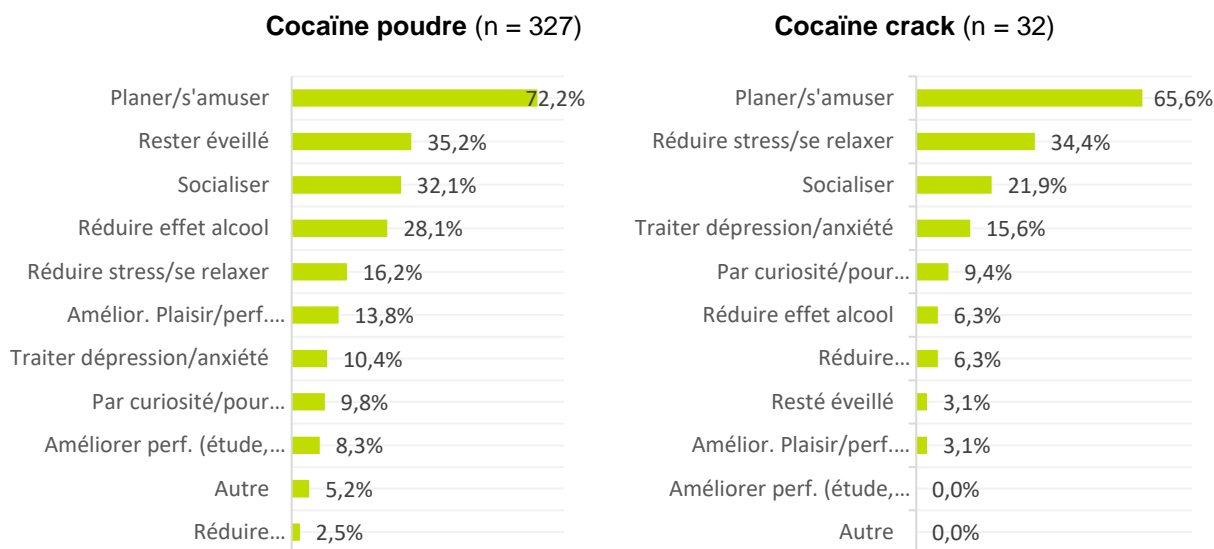 Cocaïne poudre (n = 327)
Planer/s'amuser 72,2%
Rester éveillé 35,2%
Socialiser 32,1%
Réduire effet alcool 28,1%
Réduire stress/se relaxer 16,2%
Amélior. Plaisir/perf.... 13,8%
Traiter dépression/anxiété 10,4%
Par curiosité/pour... 9,8%
Améliorer perf. (étude,... 8,3%
Autre 5,2%
Réduire... 2,5%
Cocaïne crack (n = 32)
Planer/s'amuser 65,6%
Réduire stress/se relaxer 34,4%
Socialiser 21,9%
Traiter dépression/anxiété 15,6%
Par curiosité/pour... 9,4%
Réduire effet alcool 6,3%
Réduire... 6,3%
Resté éveillé 3,1%
Amélior. Plaisir/perf.... 3,1%
Améliorer perf. (étude,... 0,0%
Autre 0,0%